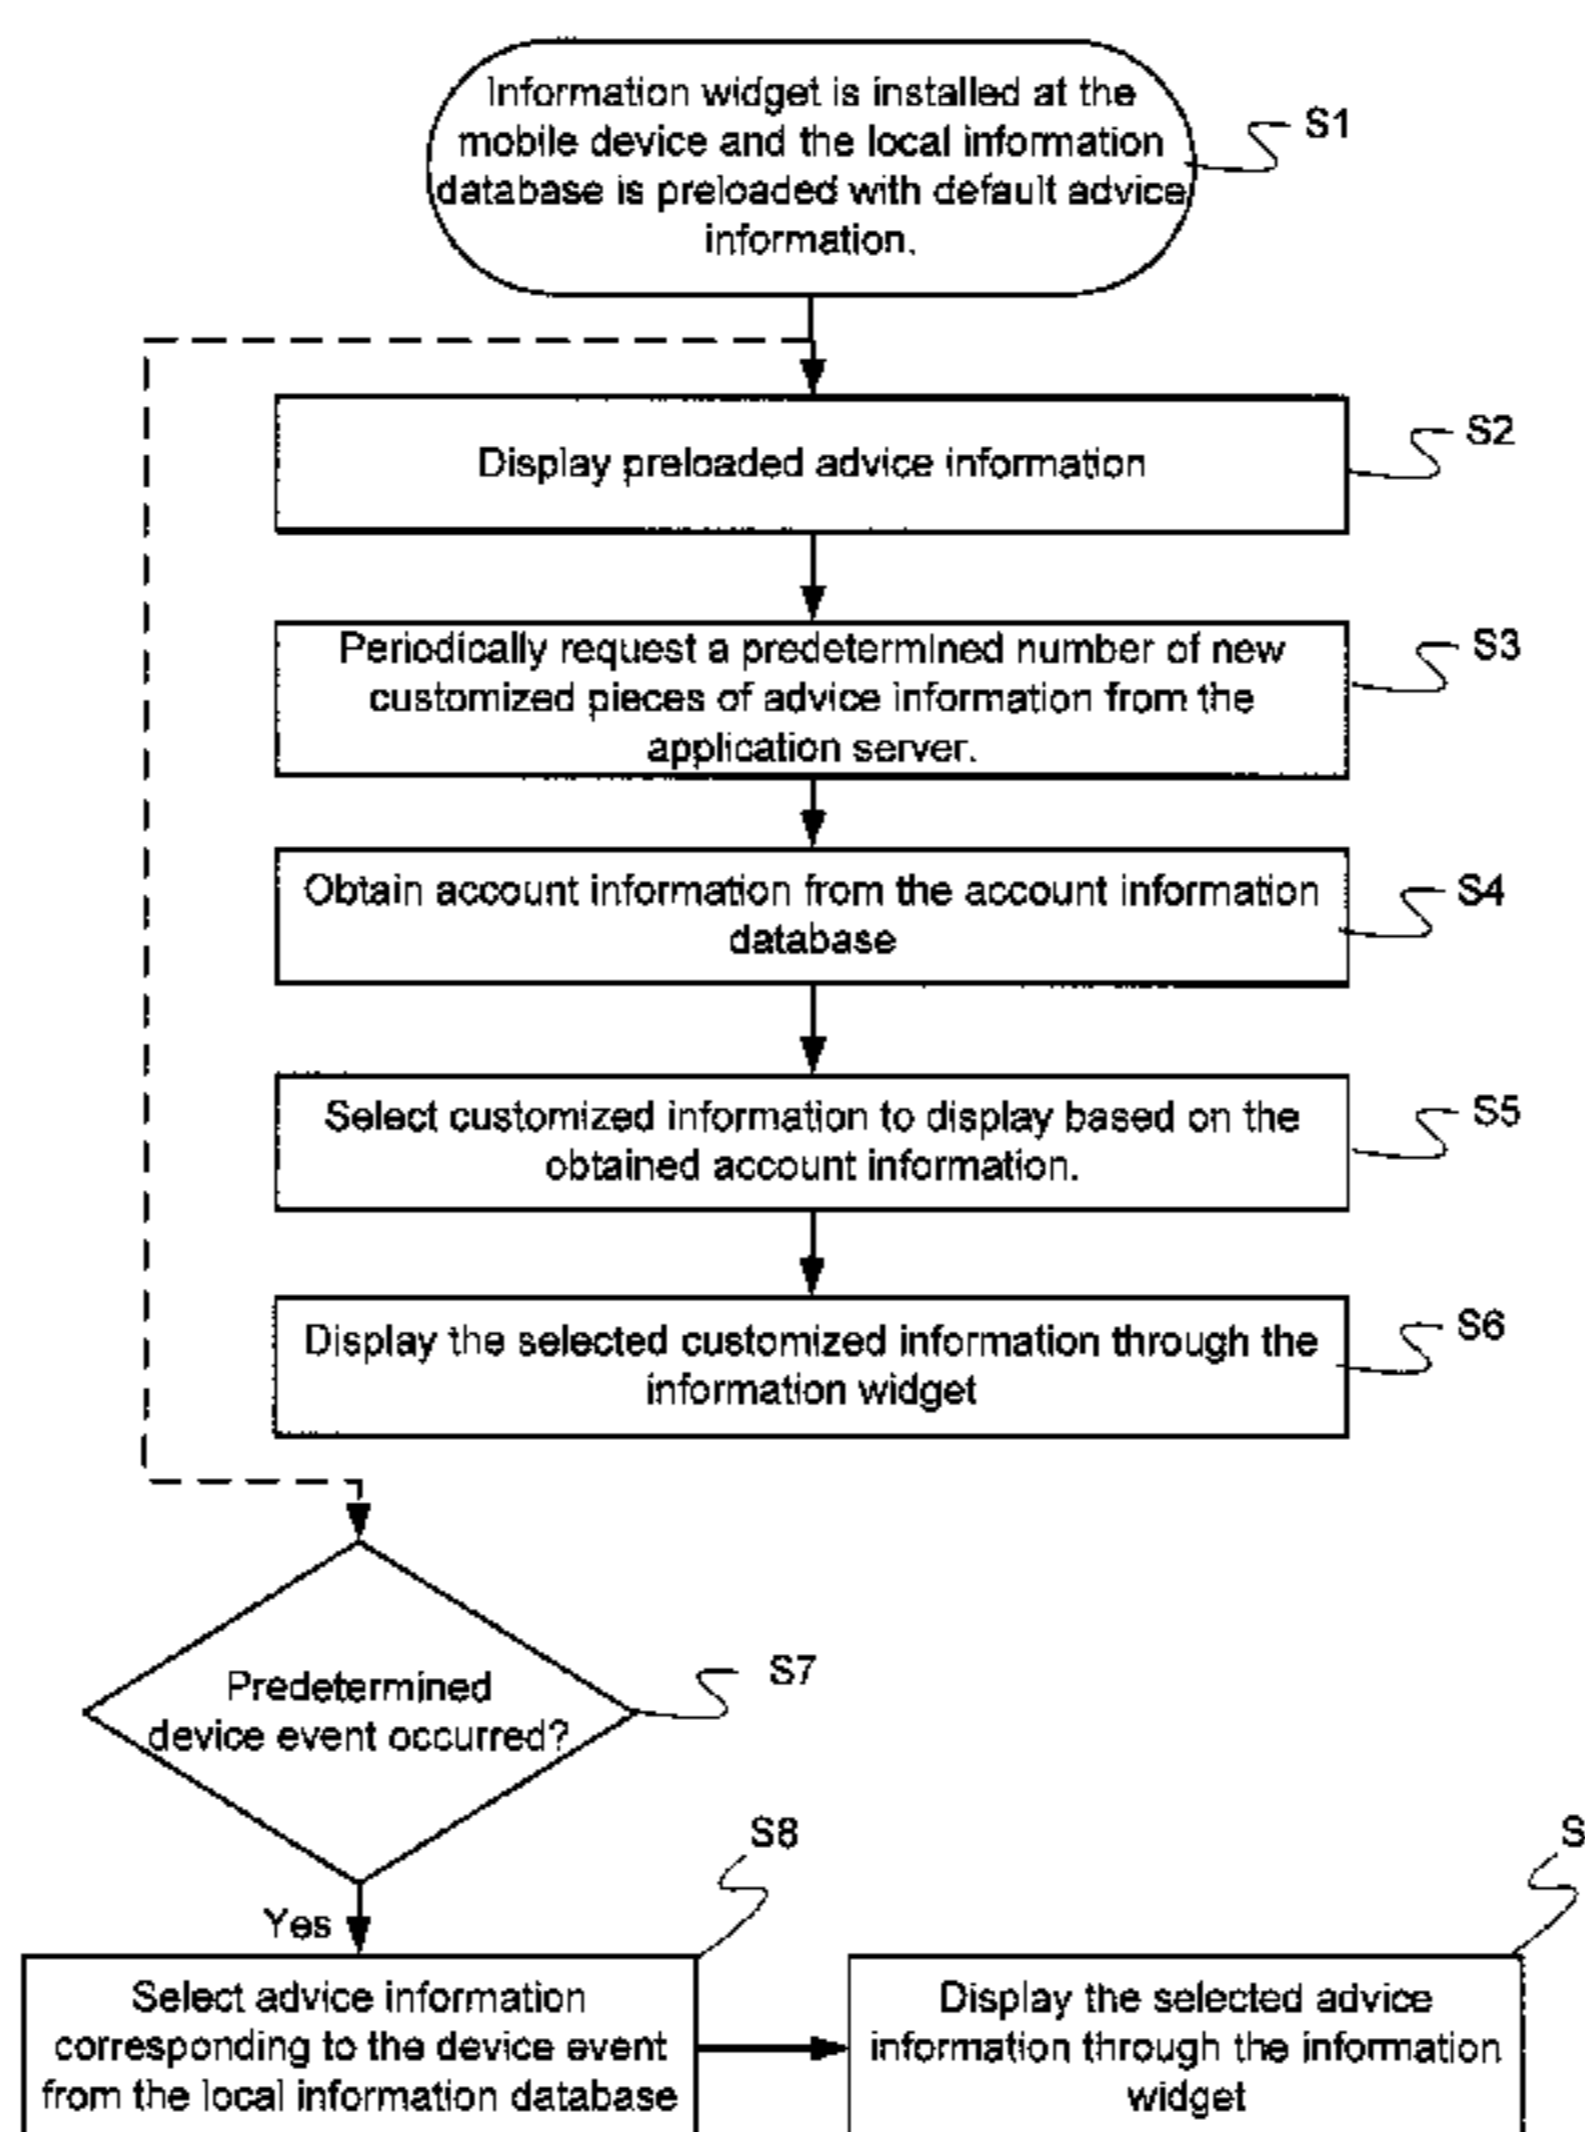 Information widget is installed at the
mobile device and the local information
database is preloaded with default advice
information.
S1
Display preloaded advice information
S2
Periodically request a predetermined number of new
customized pieces of advice information from the
application server.
S3
Obtain account information from the account information
database
S4
Select customized information to display based on the
obtained account information.
S5
Display the selected customized information through the
information widget
S6
Predetermined
device event occurred?
S7
Yes
S8
Select advice information
corresponding to the device event
from the local information database
S
Display the selected advice
information through the information
widget